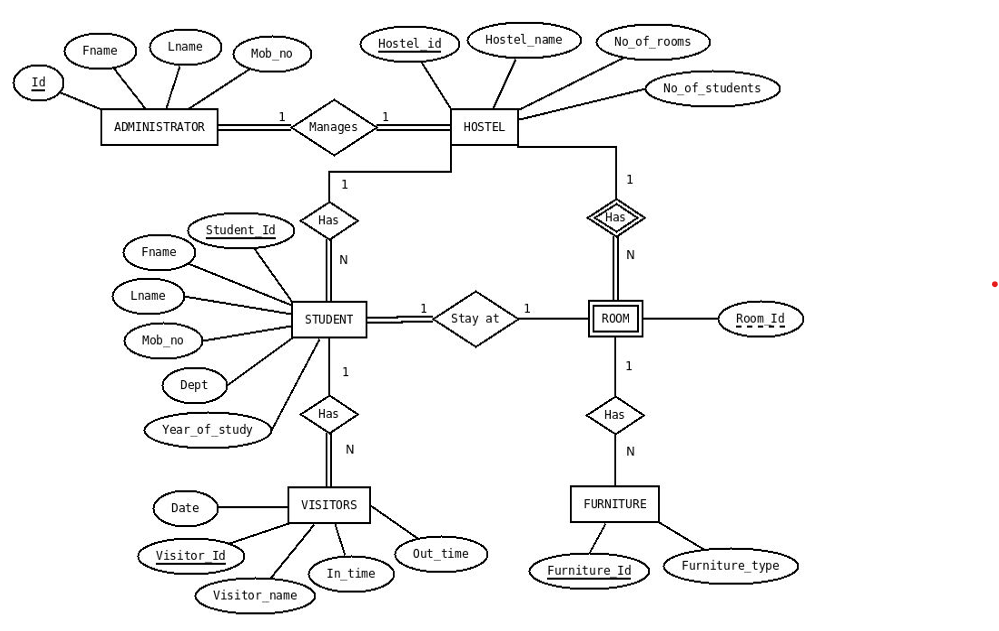 Hostel_id
Hostel_name
No_of_rooms
Fname
Lname
Mob_no
Id
No_of_students
ADMINISTRATOR
1
Manages
1
HOSTEL
1
1
Has
Has
Student_Id
N
N
Fname
Lname
Mob_no
Dept
Year_of_study
STUDENT
1
Stay at
1
ROOM
Room_Id
1
1
Has
Has
N
N
Date
VISITORS
FURNITURE
Visitor_Id
Visitor_name
In_time
Out_time
Furniture_Id
Furniture_type